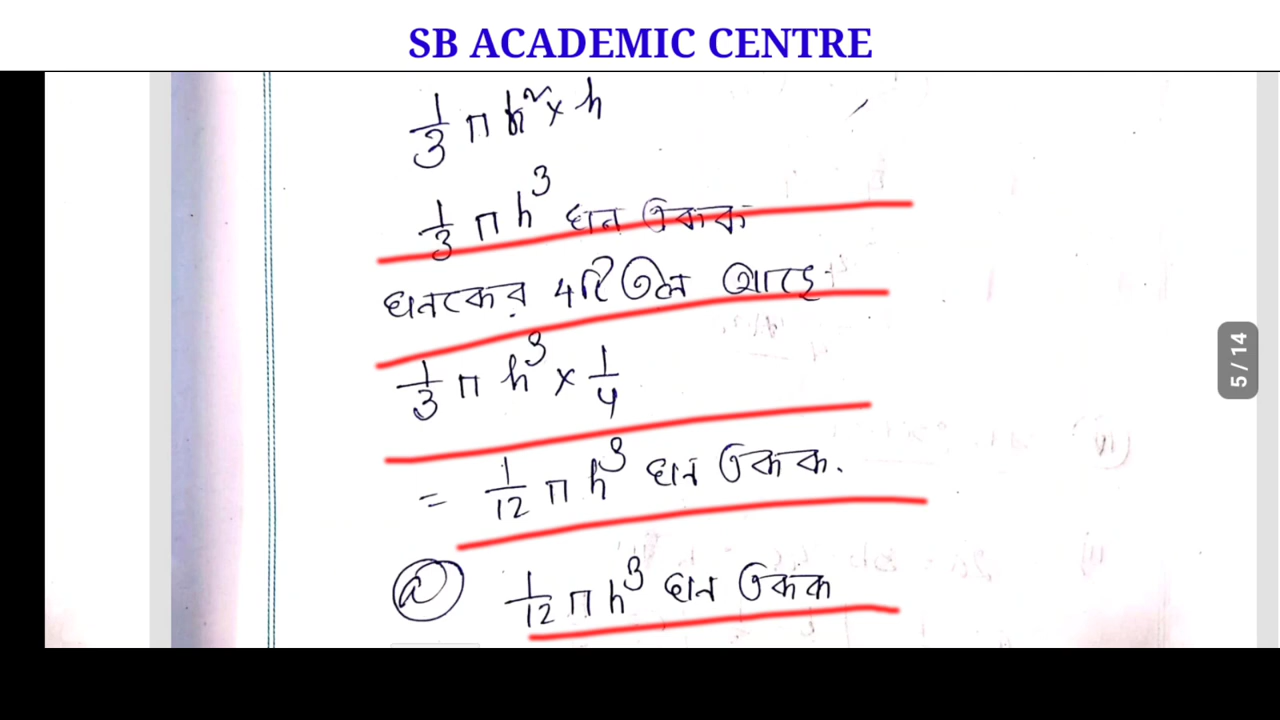 SB ACADEMIC CENTRE
1/3 π h² × h
1/3 π h³ ঘন একক
ঘনকের 4টি তল আছে।
1/3 π h³ × 1/4
= 1/12 π h³ ঘন একক.
ⓐ 1/12 π h³ ঘন একক
5 / 14